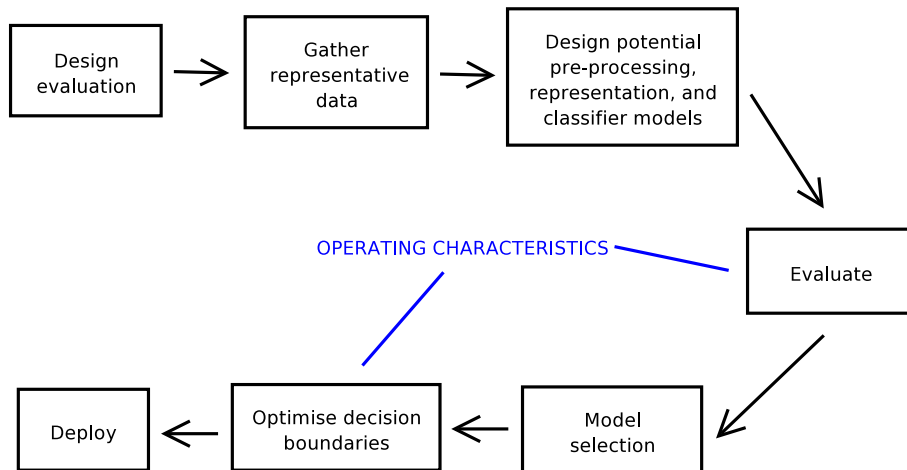 Design
evaluation
Gather
representative
data
Design potential
pre-processing,
representation, and
classifier models
OPERATING CHARACTERISTICS
Evaluate
Model
selection
Optimise decision
boundaries
Deploy